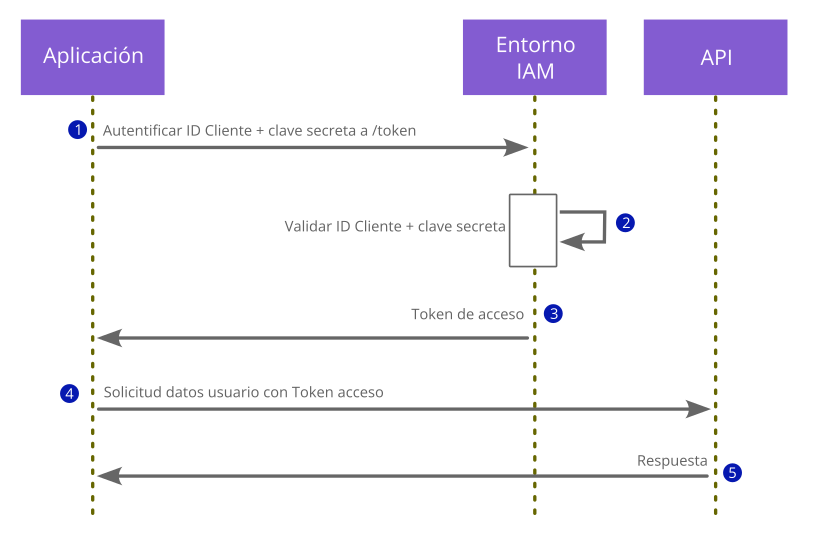 Aplicación
Entorno
IAM
API
1
Autentificar ID Cliente + clave secreta a /token
Validar ID Cliente + clave secreta
2
Token de acceso
3
4
Solicitud datos usuario con Token acceso
Respuesta
5